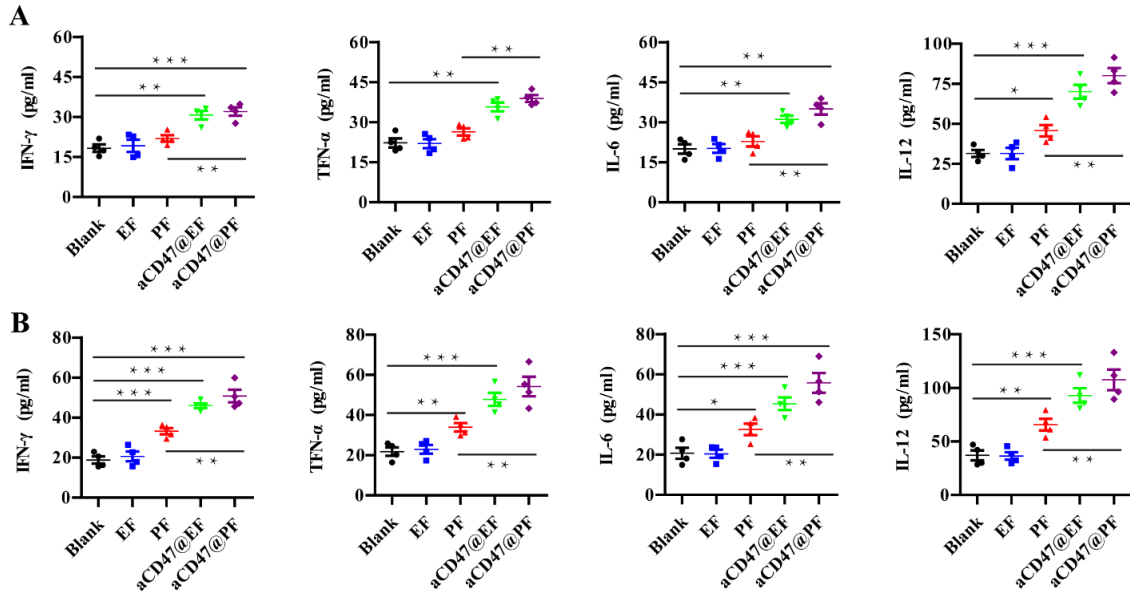 A
IFN-γ (pg/ml)
60
45
30
15
0
* * *
* *
* *
Blank
EF
PF
aCD47@EF
aCD47@PF
TFN-α (pg/ml)
60
45
30
15
0
* *
* *
Blank
EF
PF
aCD47@EF
aCD47@PF
IL-6 (pg/ml)
60
45
30
15
0
* *
* *
* *
Blank
EF
PF
aCD47@EF
aCD47@PF
IL-12 (pg/ml)
100
75
50
25
0
* * *
*
* *
Blank
EF
PF
aCD47@EF
aCD47@PF
B
IFN-γ (pg/ml)
80
60
40
20
0
* * *
* * *
* * *
* *
Blank
EF
PF
aCD47@EF
aCD47@PF
TFN-α (pg/ml)
80
60
40
20
0
* * *
* *
* *
Blank
EF
PF
aCD47@EF
aCD47@PF
IL-6 (pg/ml)
80
60
40
20
0
* * *
* * *
*
* *
Blank
EF
PF
aCD47@EF
aCD47@PF
IL-12 (pg/ml)
150
100
50
0
* * *
* *
* *
Blank
EF
PF
aCD47@EF
aCD47@PF